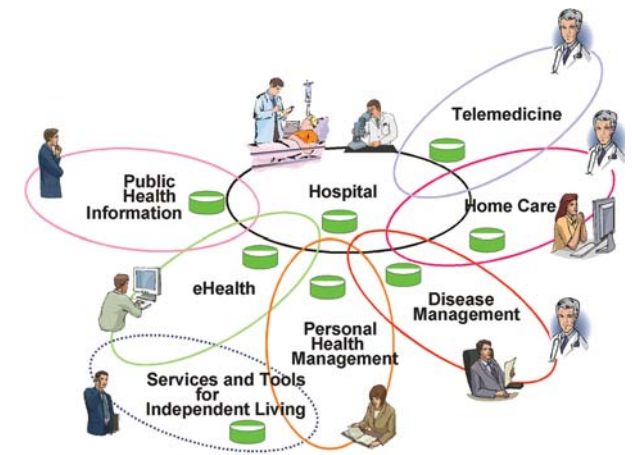 Telemedicine
Public
Health
Information
Hospital
Home Care
eHealth
Disease
Management
Personal
Health
Management
Services and Tools
for
Independent Living